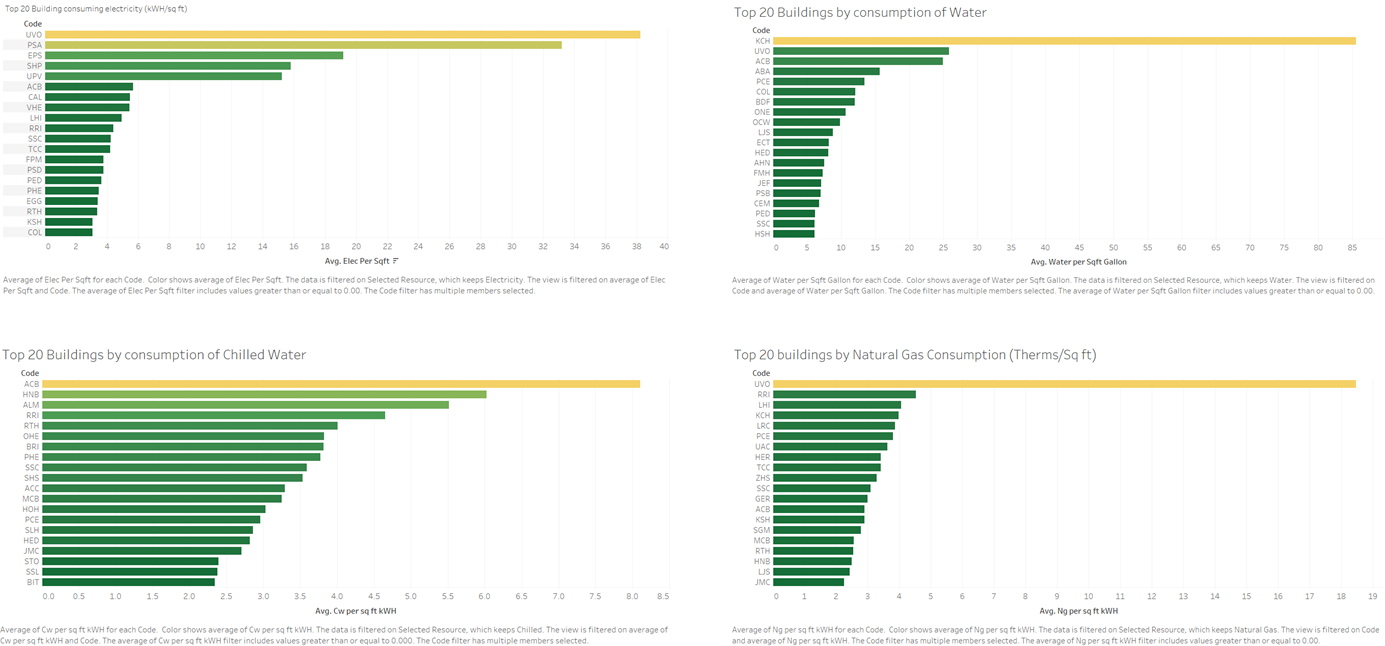 Top 20 Building consuming electricity (kWH/sq ft)
Code
UVO
PSA
EPS
SHP
UPV
ACB
CAL
VHE
LHI
RRI
SSC
TCC
FPM
PSD
PED
PHE
EGG
RTH
KSH
COL
0 2 4 6 8 10 12 14 16 18 20 22 24 26 28 30 32 34 36 38 40
Avg. Elec Per Sqft
Average of Elec Per Sqft for each Code. Color shows average of Elec Per Sqft. The data is filtered on Selected Resource, which keeps Electricity. The view is filtered on average of Elec
Per Sqft and Code. The average of Elec Per Sqft filter includes values greater than or equal to 0.00. The Code filter has multiple members selected.
Top 20 Buildings by consumption of Water
Code
KCH
UVO
ACB
ABA
PCE
COL
BDF
ONE
OCW
LJS
ECT
HED
AHN
FMH
JEF
PSB
CEM
PED
SSC
HSH
0 5 10 15 20 25 30 35 40 45 50 55 60 65 70 75 80 85
Avg. Water per Sqft Gallon
Average of Water per Sqft Gallon for each Code. Color shows average of Water per Sqft Gallon. The data is filtered on Selected Resource, which keeps Water. The view is filtered on
Code and average of Water per Sqft Gallon. The Code filter has multiple members selected. The average of Water per Sqft Gallon filter includes values greater than or equal to 0.00.
Top 20 Buildings by consumption of Chilled Water
Code
ACB
HNB
ALM
RRI
RTH
OHE
BRI
PHE
SSC
SHS
ACC
MCB
HOH
PCE
SLH
HED
JMC
STO
SSL
BIT
0.0 0.5 1.0 1.5 2.0 2.5 3.0 3.5 4.0 4.5 5.0 5.5 6.0 6.5 7.0 7.5 8.0 8.5
Avg. Cw per sq ft kWH
Average of Cw per sq ft kWH for each Code. Color shows average of Cw per sq ft kWH. The data is filtered on Selected Resource, which keeps Chilled. The view is filtered on average of
Cw per sq ft kWH and Code. The average of Cw per sq ft kWH filter includes values greater than or equal to 0.000. The Code filter has multiple members selected.
Top 20 buildings by Natural Gas Consumption (Therms/Sq ft)
Code
UVO
RRI
LHI
KCH
LRC
PCE
UAC
HER
TCC
ZHS
SSC
GER
ACB
KSH
SGM
MCB
RTH
HNB
LJS
JMC
0 1 2 3 4 5 6 7 8 9 10 11 12 13 14 15 16 17 18 19
Avg. Ng per sq ft kWH
Average of Ng per sq ft kWH for each Code. Color shows average of Ng per sq ft kWH. The data is filtered on Selected Resource, which keeps Natural Gas. The view is filtered on Code
and average of Ng per sq ft kWH. The Code filter has multiple members selected. The average of Ng per sq ft kWH filter includes values greater than or equal to 0.00.